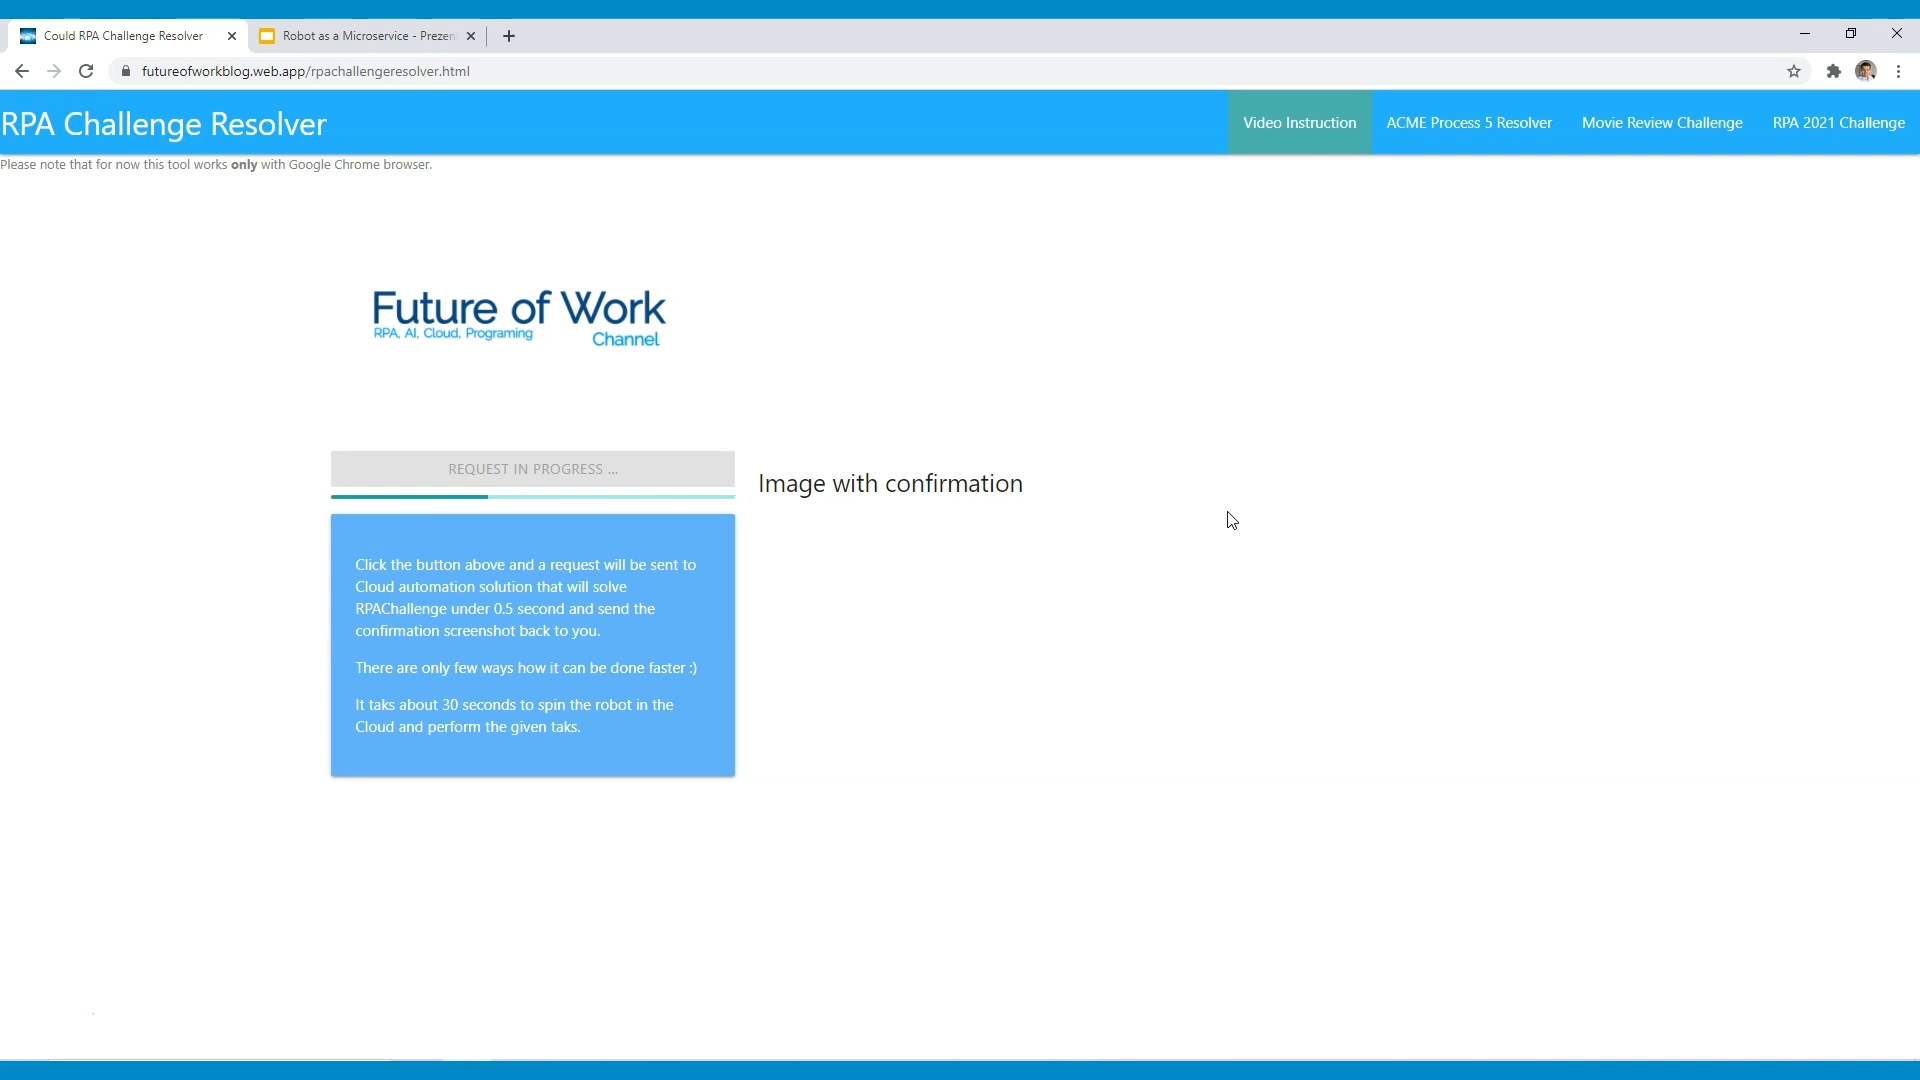 Could RPA Challenge Resolver
Robot as a Microservice - Prezen
futureofworkblog.web.app/rpachallengeresolver.html
RPA Challenge Resolver
Video Instruction
ACME Process 5 Resolver
Movie Review Challenge
RPA 2021 Challenge
Please note that for now this tool works only with Google Chrome browser.
Future of Work
RPA, AI, Cloud, Programing
Channel
REQUEST IN PROGRESS ...
Image with confirmation
Click the button above and a request will be sent to
Cloud automation solution that will solve
RPAChallenge under 0.5 second and send the
confirmation screenshot back to you.
There are only few ways how it can be done faster :)
It taks about 30 seconds to spin the robot in the
Cloud and perform the given taks.